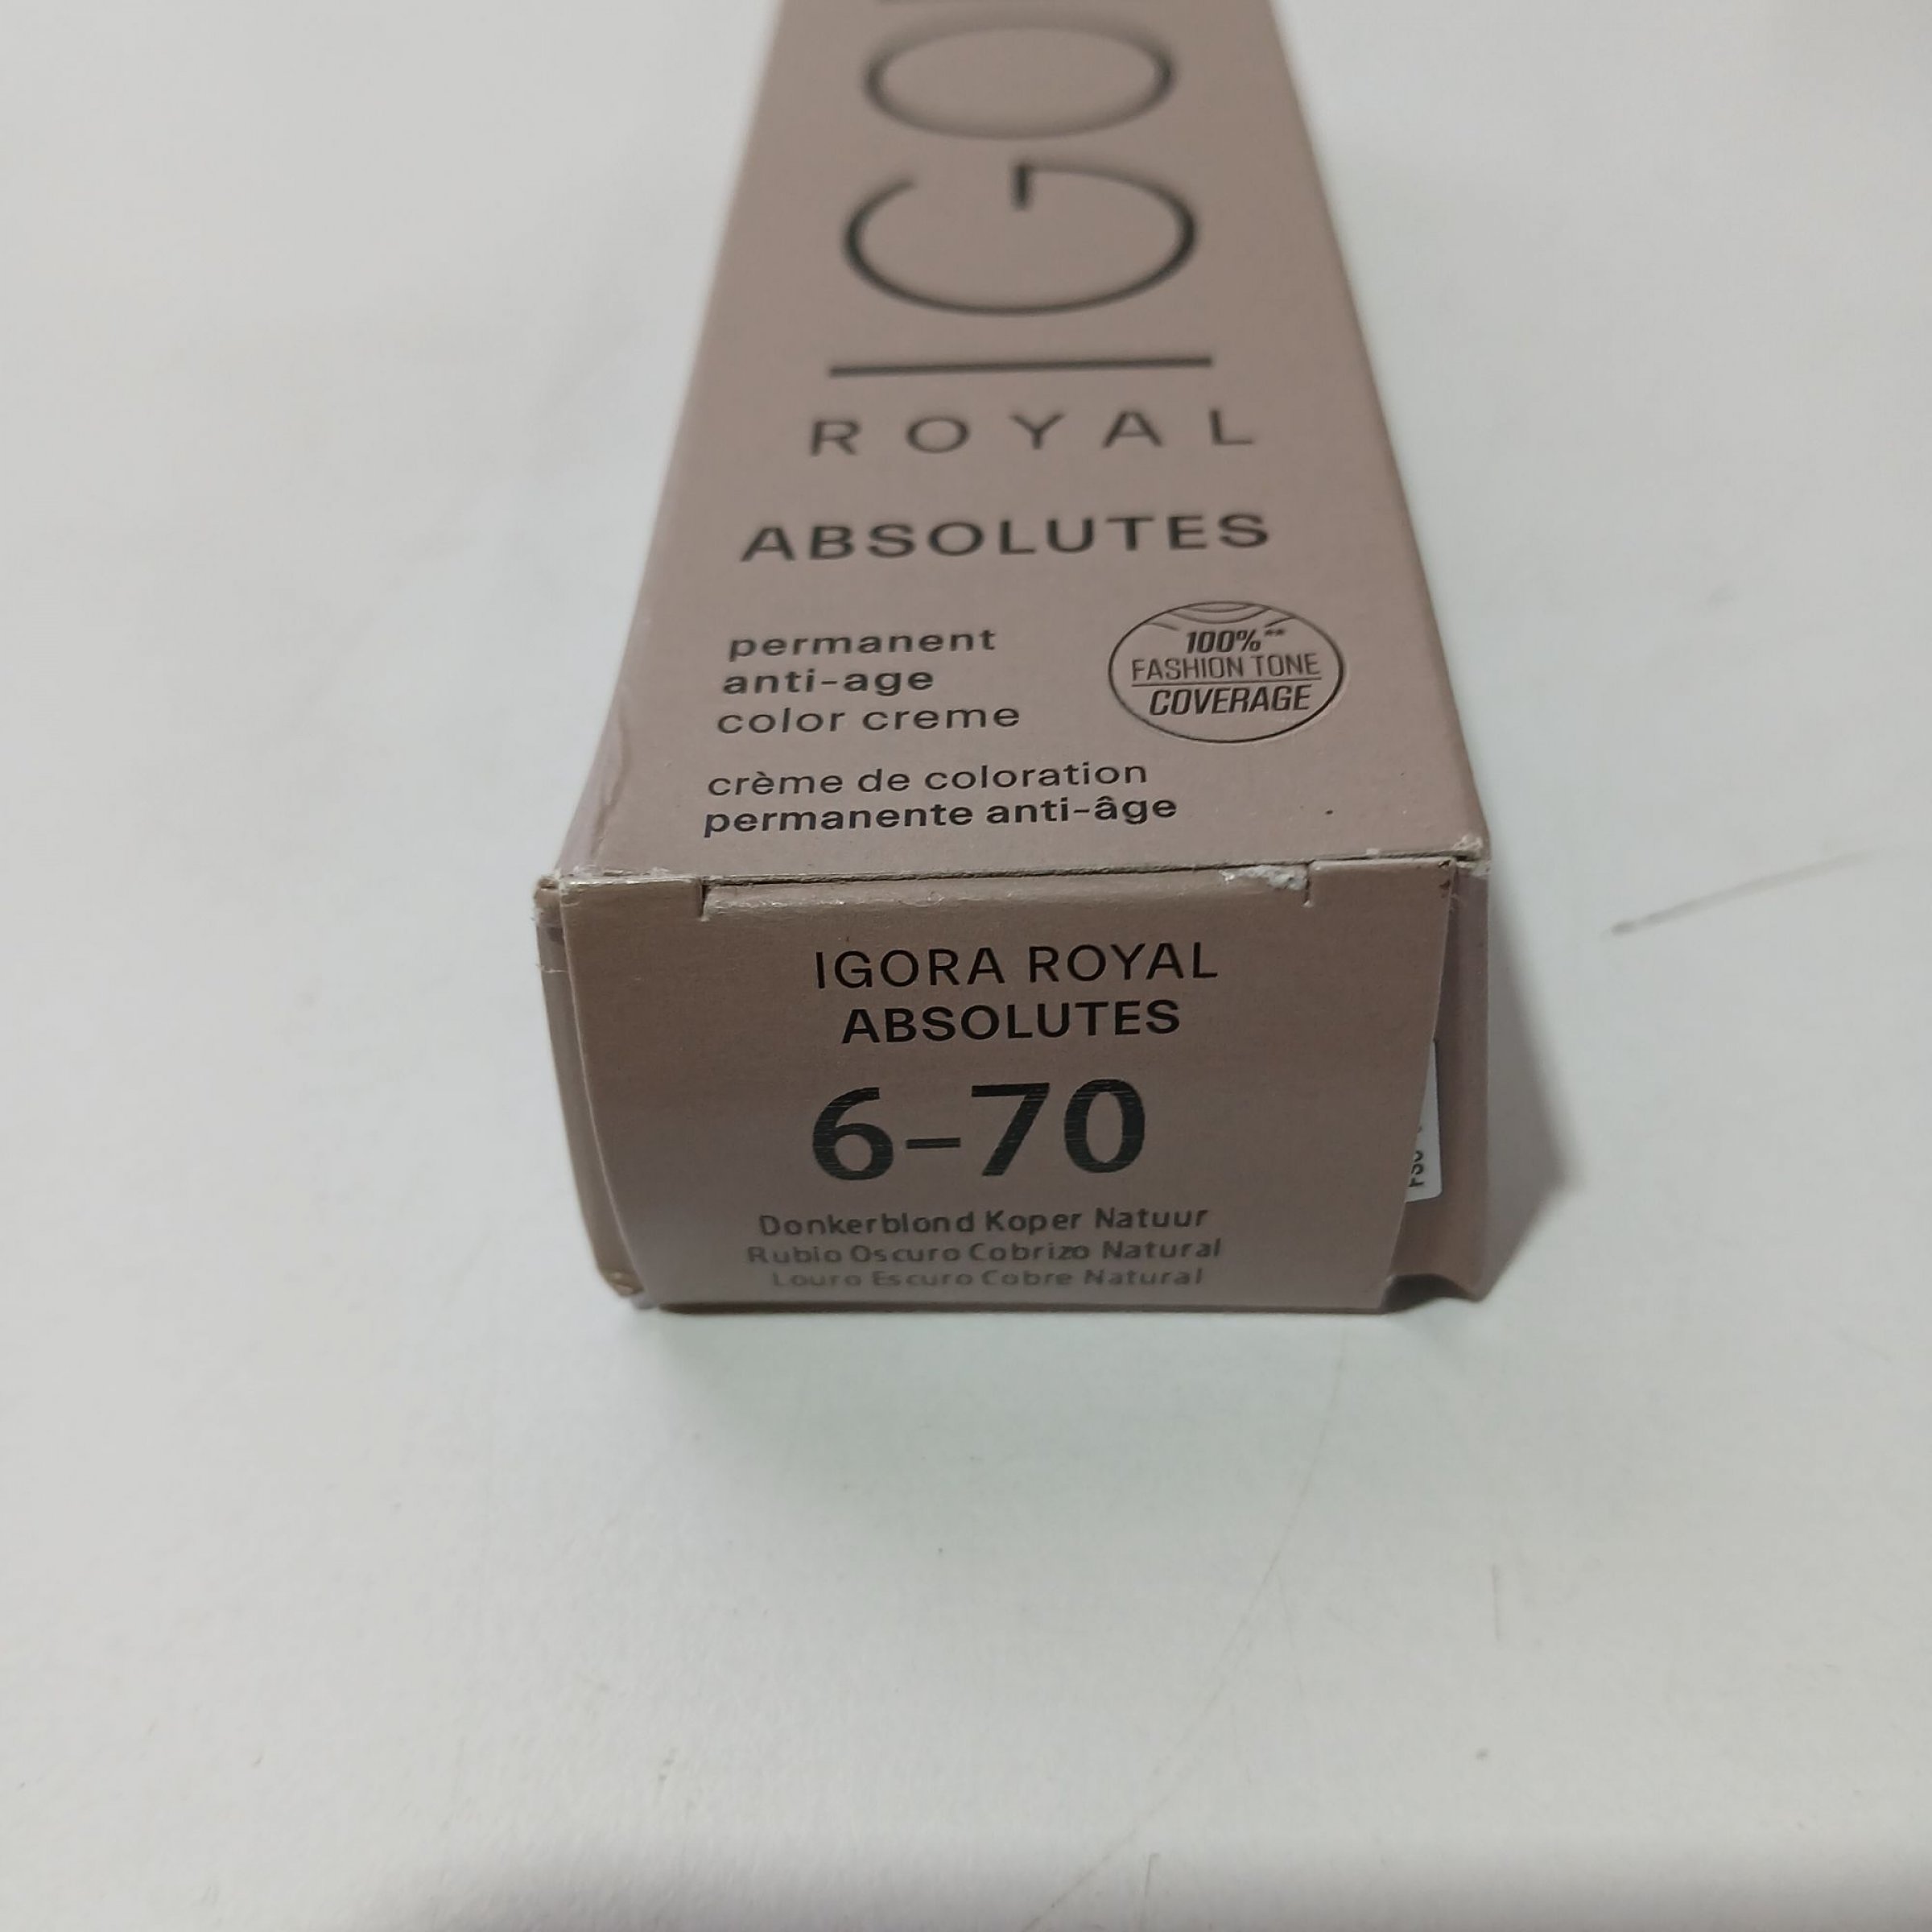 IGO
ROYAL
ABSOLUTES
permanent
anti-age
color creme
100%**
FASHION TONE
COVERAGE
crème de coloration
permanente anti-âge
IGORA ROYAL
ABSOLUTES
6-70
Donkerblond Koper Natuur
Rubio Oscuro Cobrizo Natural
Louro Escuro Cobre Natural